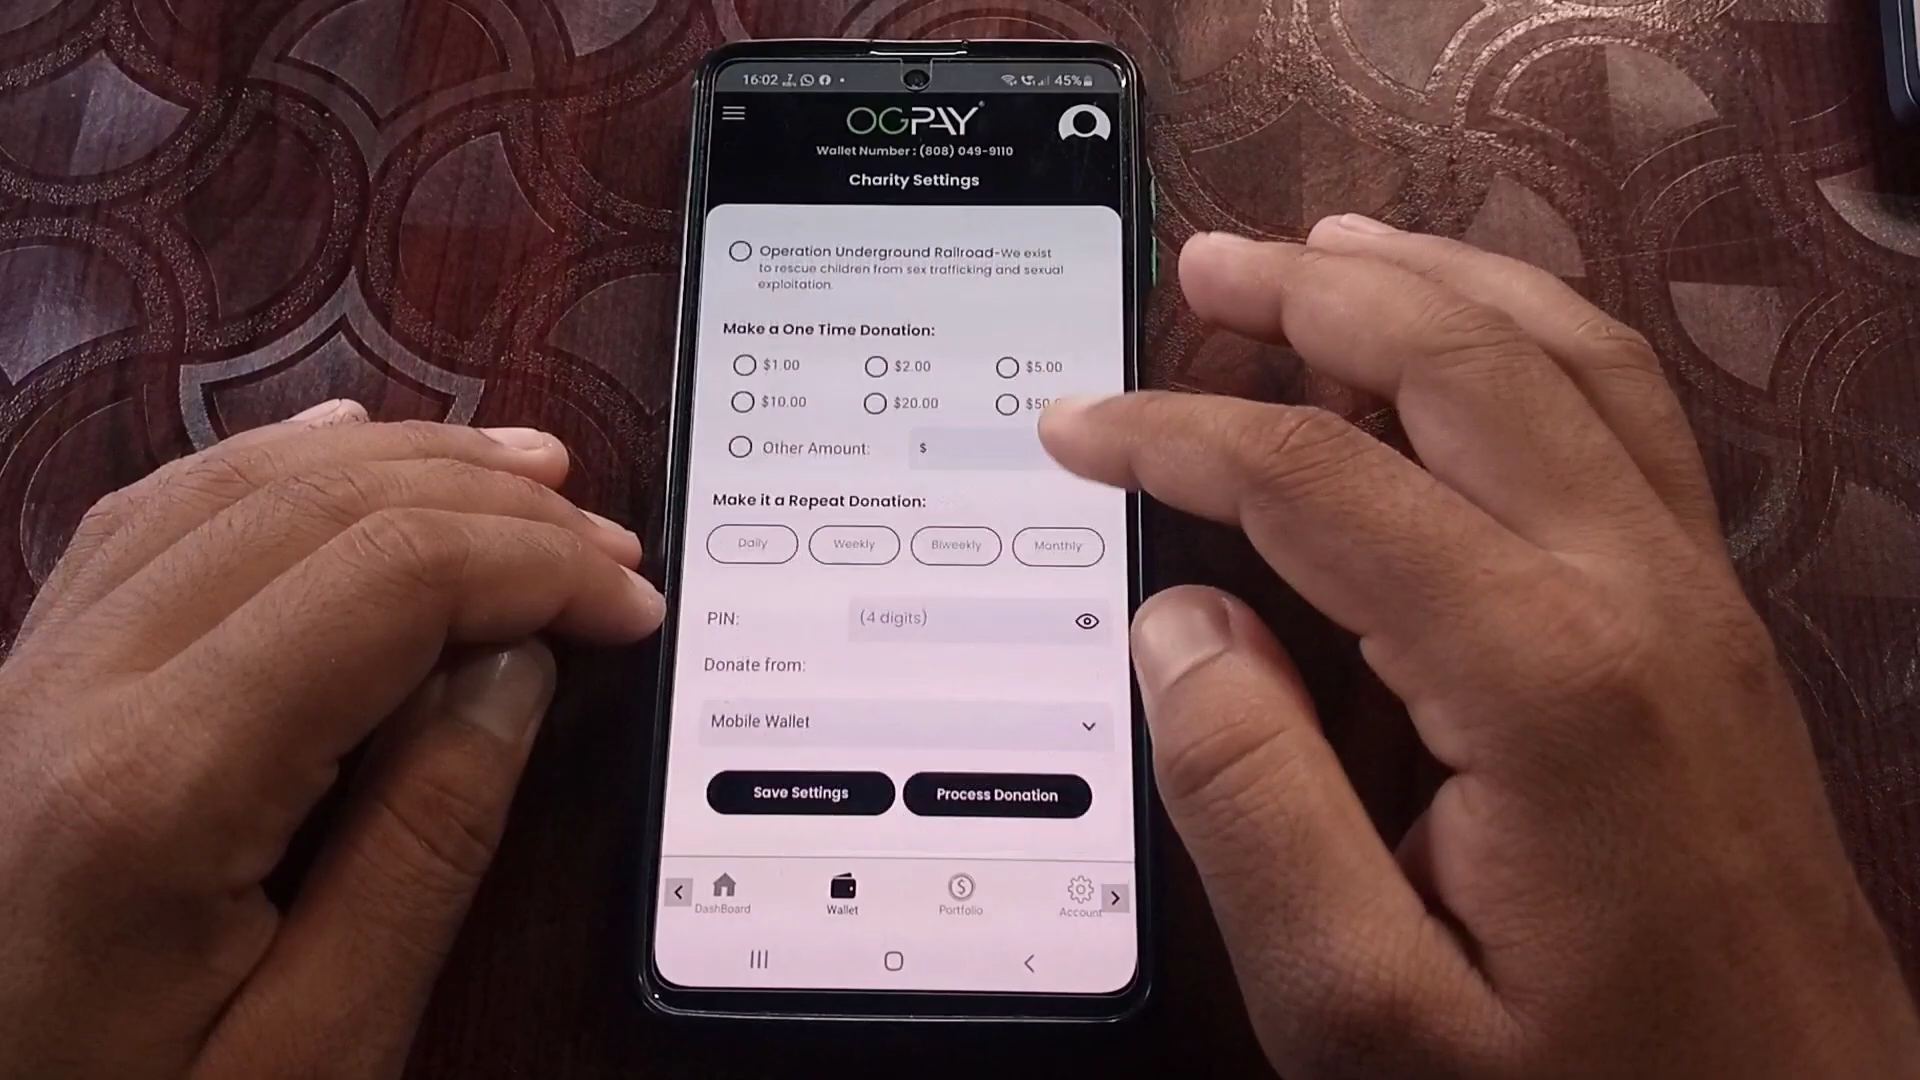 16:02 45%
OGPAY®
Wallet Number : (808) 049-9110
Charity Settings
Operation Underground Railroad-We exist
to rescue children from sex trafficking and sexual
exploitation.
Make a One Time Donation:
$1.00 $2.00 $5.00
$10.00 $20.00 $50
Other Amount: $
Make it a Repeat Donation:
Daily Weekly Biweekly Monthly
PIN: (4 digits)
Donate from:
Mobile Wallet
Save Settings Process Donation
DashBoard Wallet Portfolio Account